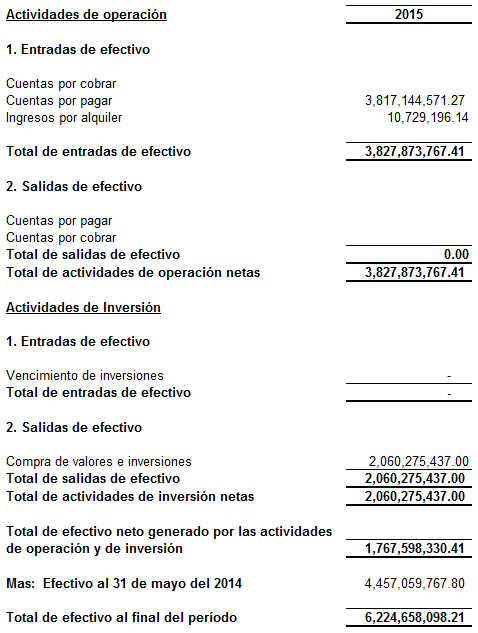 Actividades de operación 2015
1. Entradas de efectivo
Cuentas por cobrar
Cuentas por pagar 3,817,144,571.27
Ingresos por alquiler 10,729,196.14
Total de entradas de efectivo 3,827,873,767.41
2. Salidas de efectivo
Cuentas por pagar
Cuentas por cobrar
Total de salidas de efectivo 0.00
Total de actividades de operación netas 3,827,873,767.41
Actividades de Inversión
1. Entradas de efectivo
Vencimiento de inversiones -
Total de entradas de efectivo -
2. Salidas de efectivo
Compra de valores e inversiones 2,060,275,437.00
Total de salidas de efectivo 2,060,275,437.00
Total de actividades de inversión netas 2,060,275,437.00
Total de efectivo neto generado por las actividades
de operación y de inversión 1,767,598,330.41
Mas: Efectivo al 31 de mayo del 2014 4,457,059,767.80
Total de efectivo al final del período 6,224,658,098.21